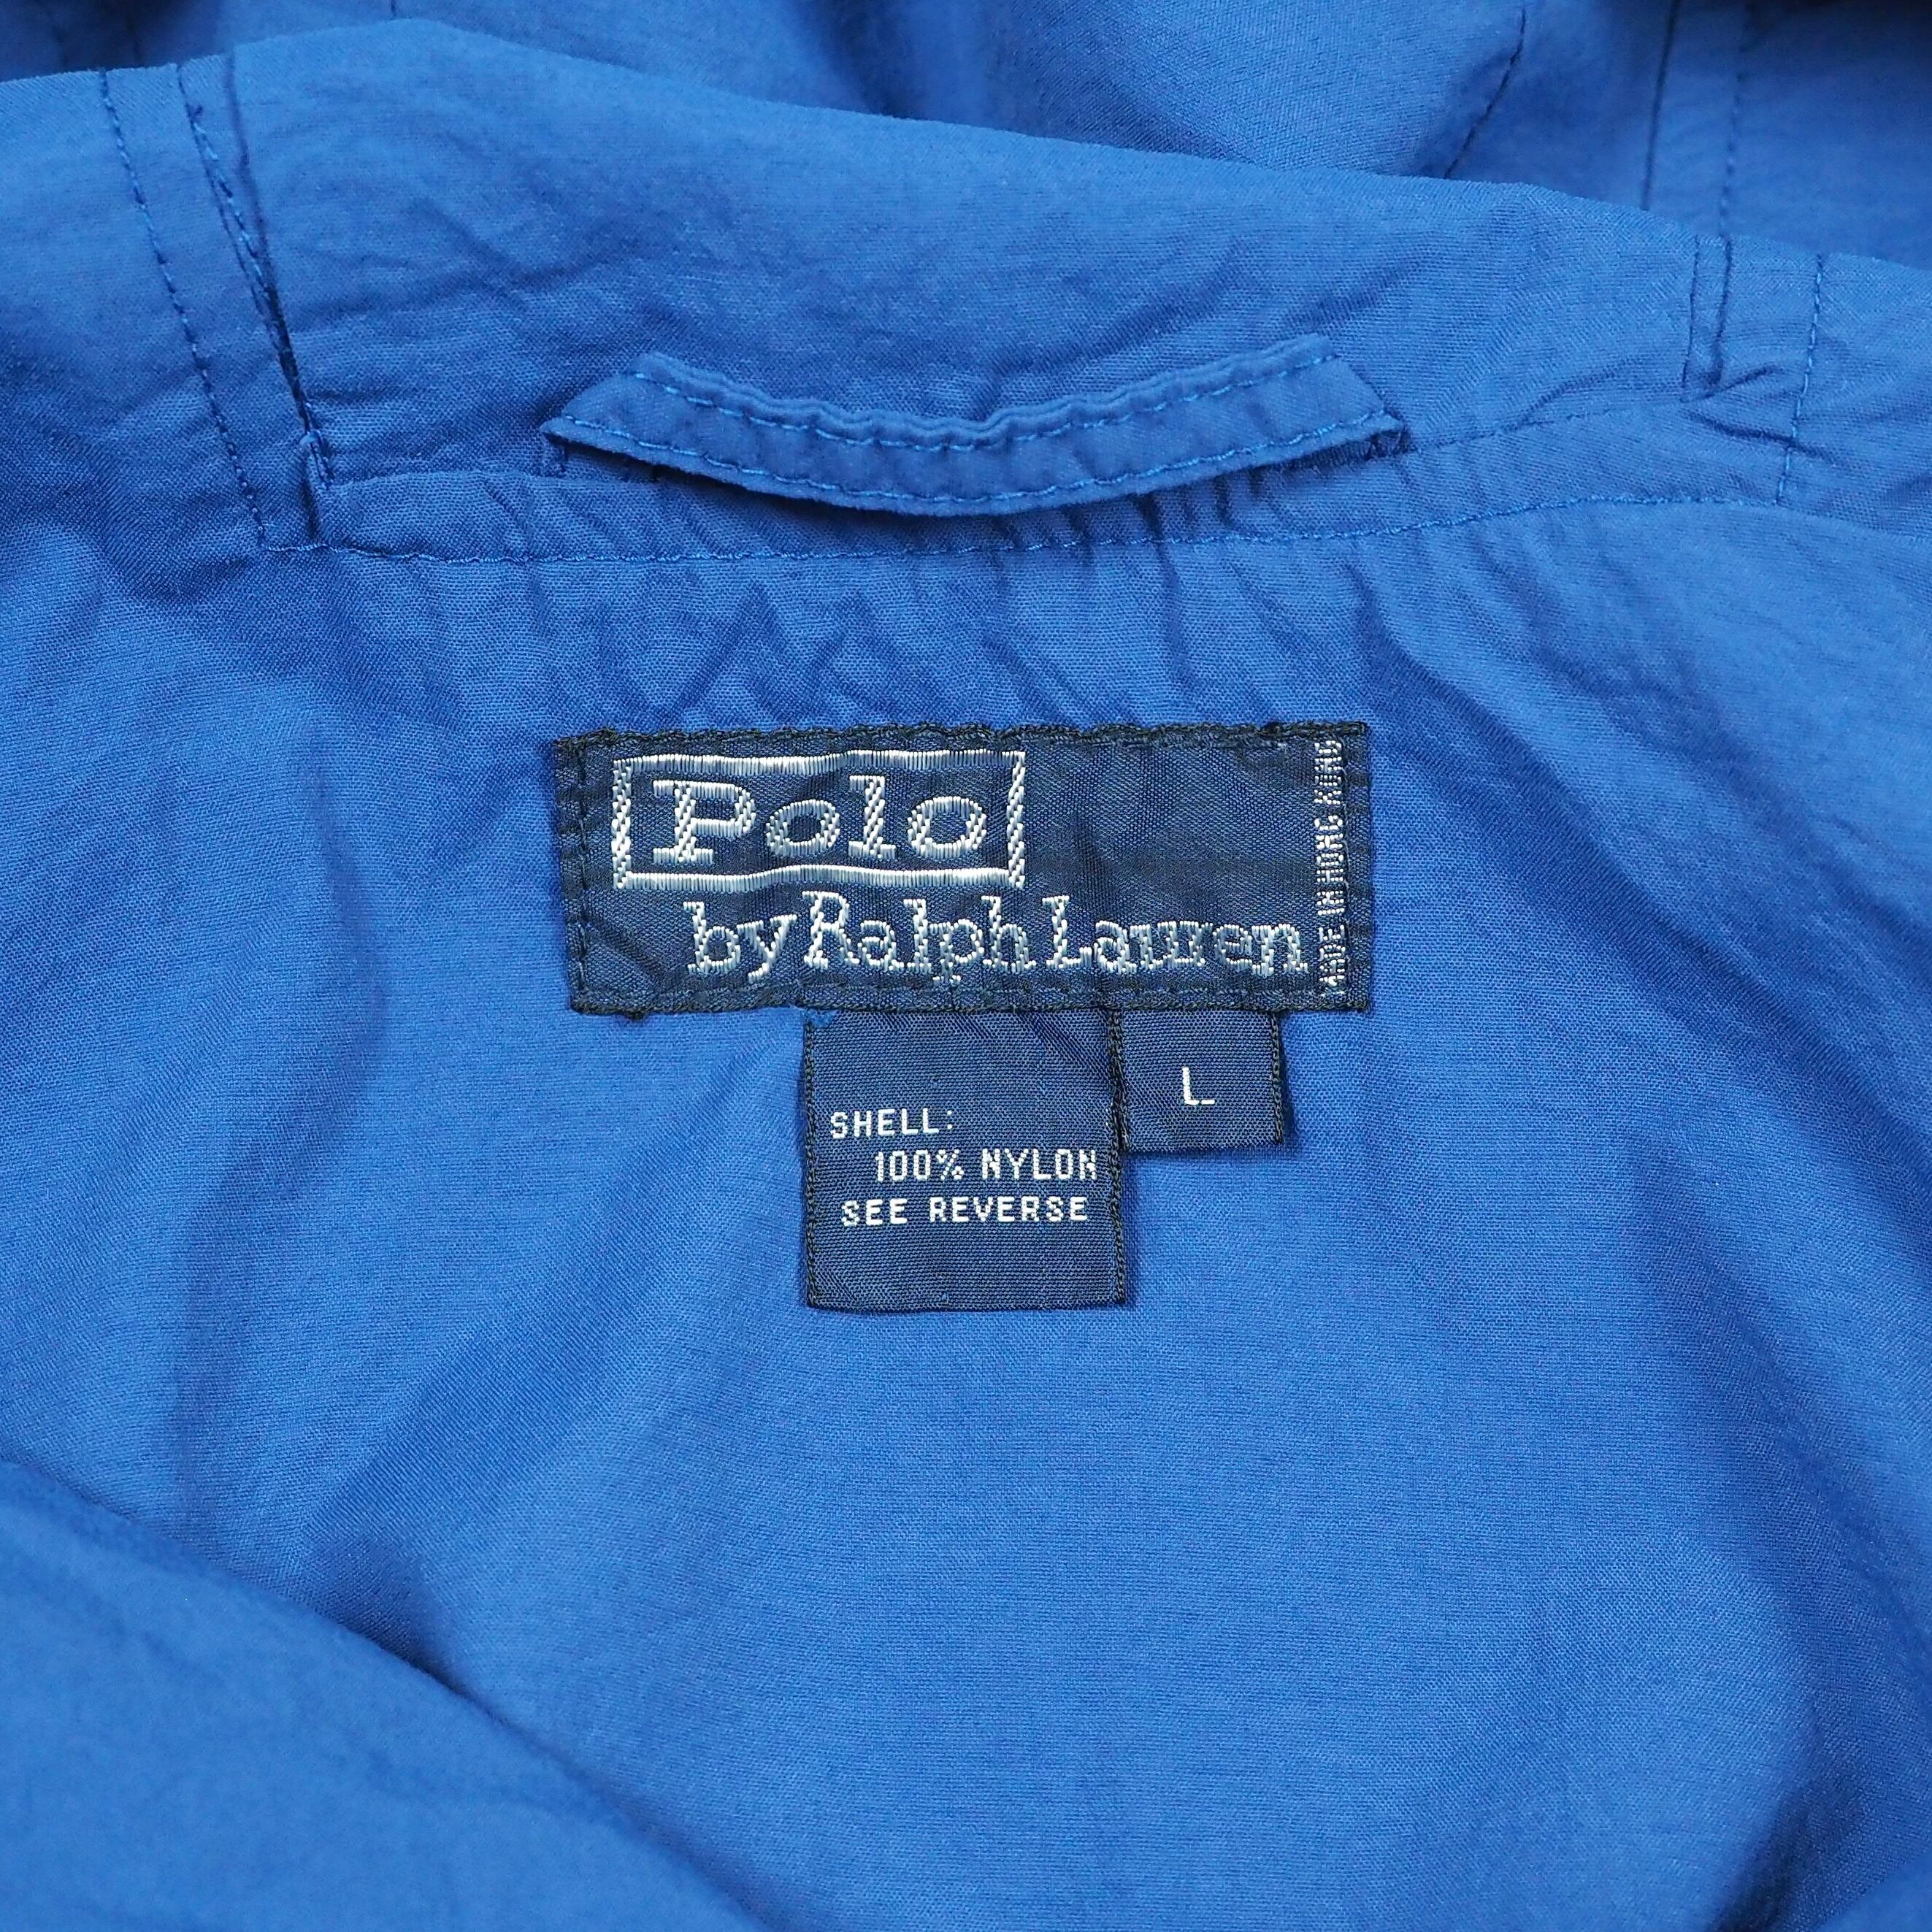 Polo
by Ralph Lauren
MADE IN HONG KONG
L
SHELL:
100% NYLON
SEE REVERSE